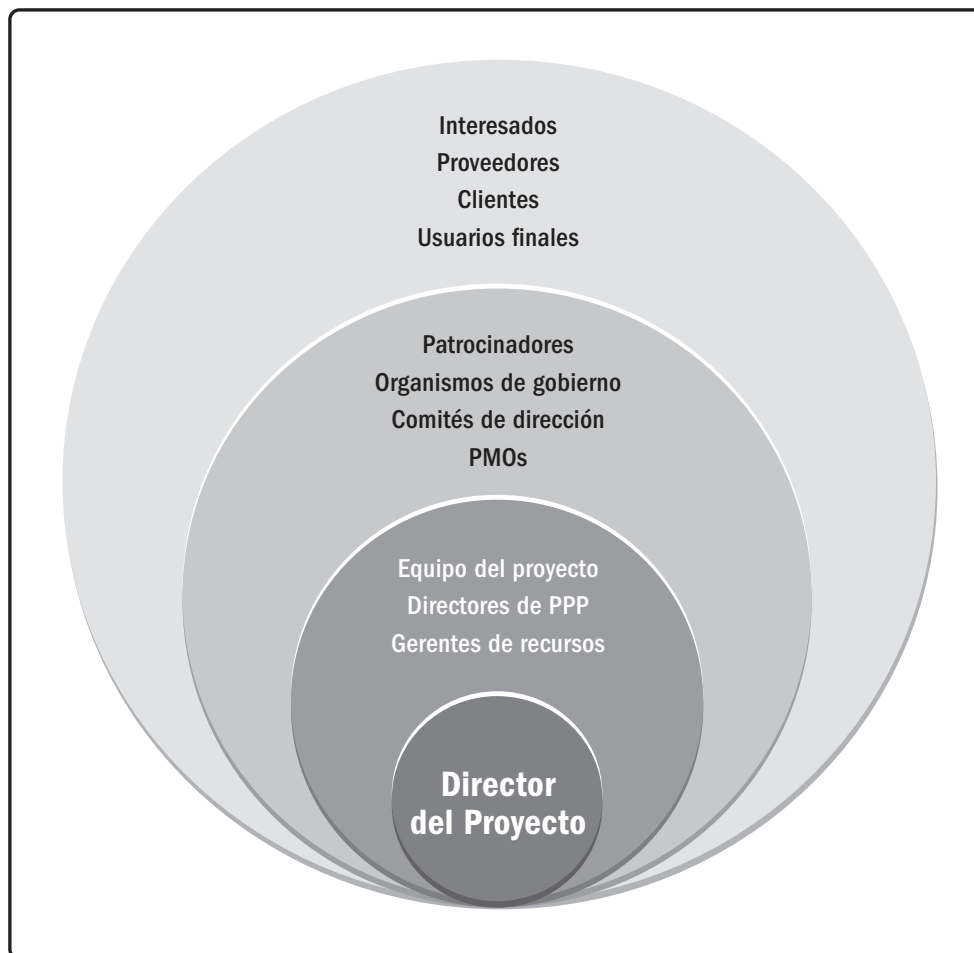 Interesados
Proveedores
Clientes
Usuarios finales
Patrocinadores
Organismos de gobierno
Comités de dirección
PMOs
Equipo del proyecto
Directores de PPP
Gerentes de recursos
Director
del Proyecto